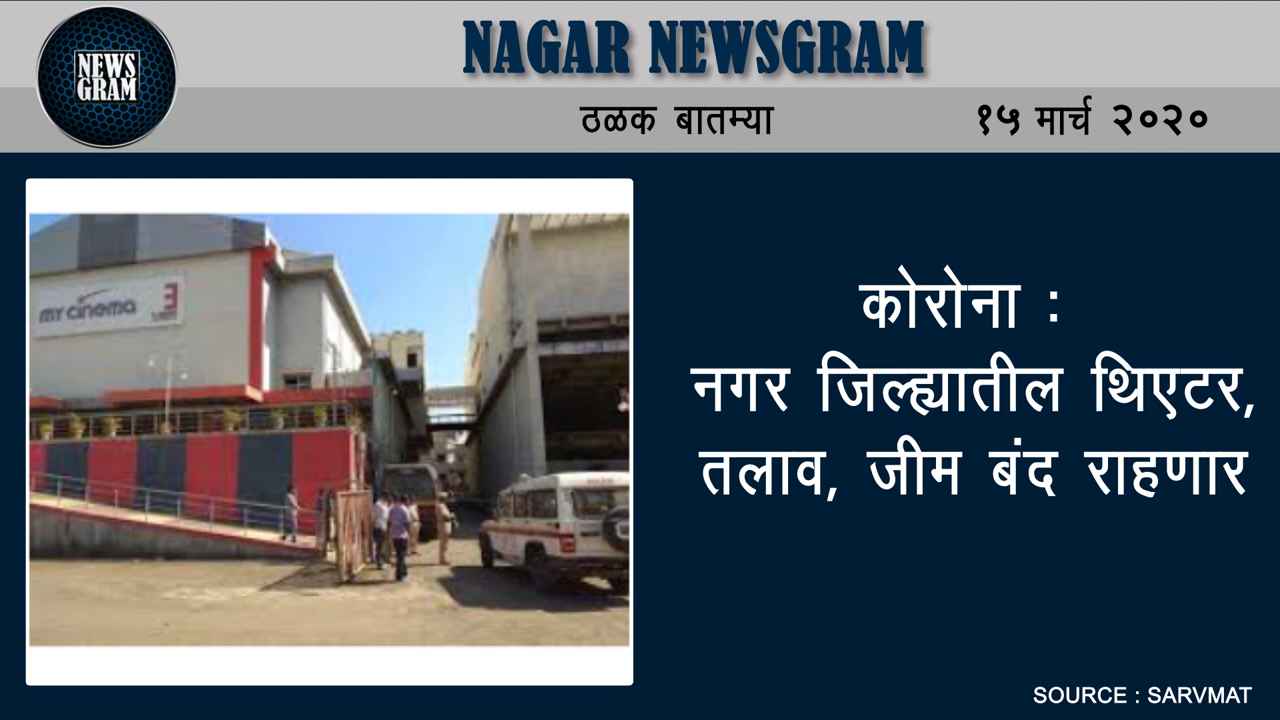 NEWS
GRAM
NAGAR NEWSGRAM
ठळक बातम्या
१५ मार्च २०२०
my cinema
कोरोना :
नगर जिल्ह्यातील थिएटर,
तलाव, जीम बंद राहणार
SOURCE : SARVMAT